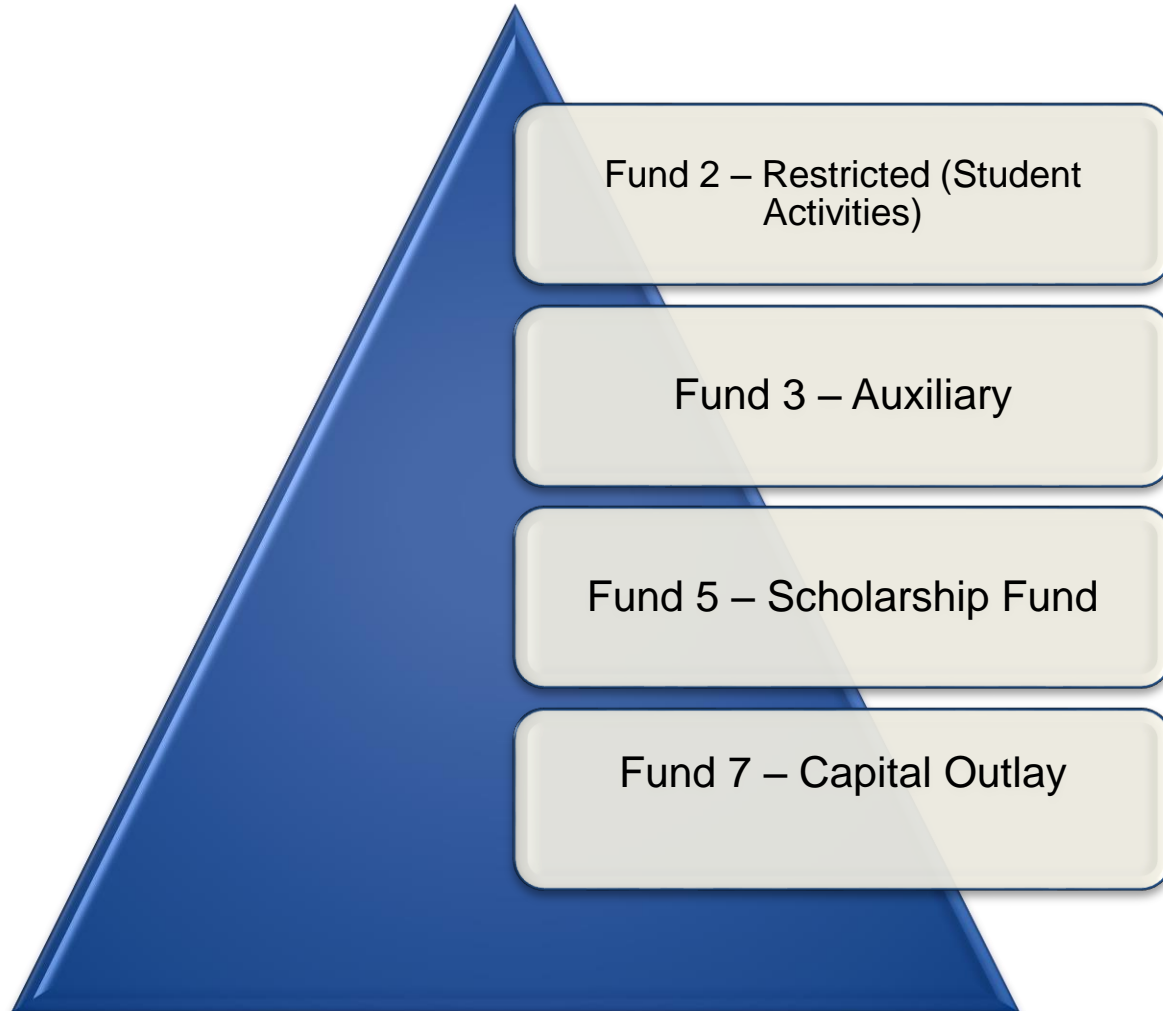 Fund 2 – Restricted (Student
Activities)
Fund 3 – Auxiliary
Fund 5 – Scholarship Fund
Fund 7 – Capital Outlay